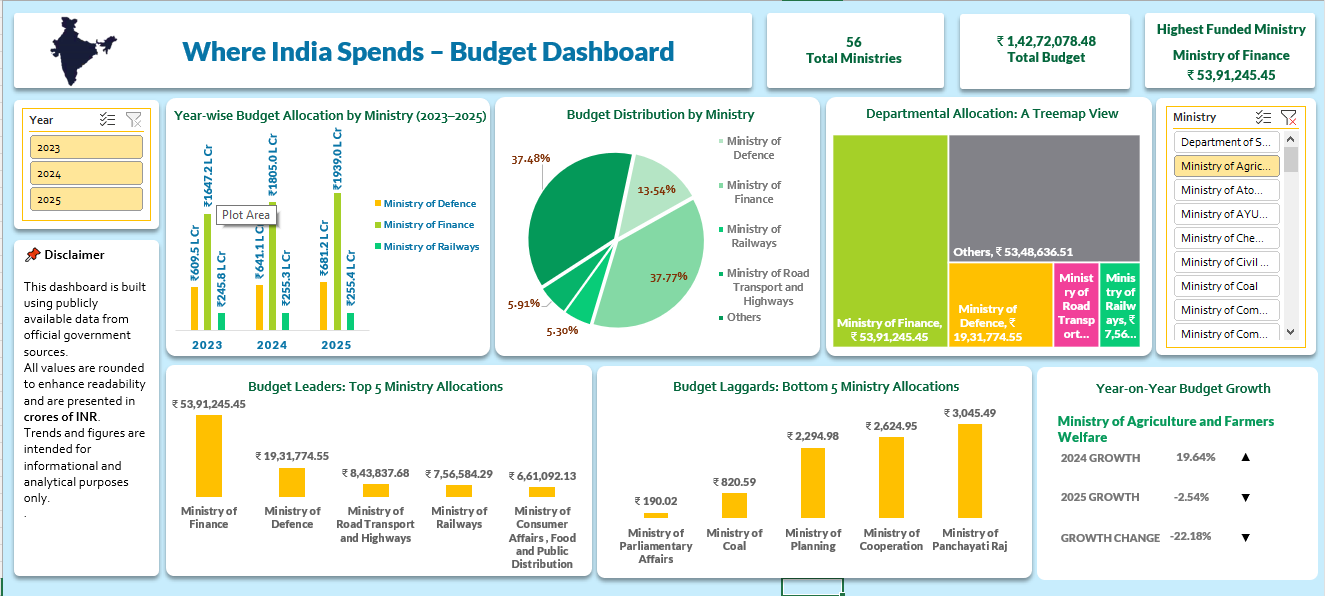 Where India Spends – Budget Dashboard
56
Total Ministries
₹ 1,42,72,078.48
Total Budget
Highest Funded Ministry
Ministry of Finance
₹ 53,91,245.45
Year
2023
2024
2025
📌 Disclaimer
This dashboard is built
using publicly
available data from
official government
sources.
All values are rounded
to enhance readability
and are presented in
crores of INR.
Trends and figures are
intended for
informational and
analytical purposes
only.
.
Year-wise Budget Allocation by Ministry (2023–2025)
₹609.5 L Cr
₹1647.2 L Cr
₹245.8 L Cr
₹641.1 L C
₹1805.0 L Cr
₹255.3 L Cr
₹681.2 L Cr
₹1939.0 L Cr
₹255.4 L Cr
Plot Area
2023
2024
2025
Ministry of Defence
Ministry of Finance
Ministry of Railways
Budget Distribution by Ministry
37.48%
13.54%
37.77%
5.91%
5.30%
Ministry of
Defence
Ministry of
Finance
Ministry of
Railways
Ministry of Road
Transport and
Highways
Others
Departmental Allocation: A Treemap View
Ministry of Finance,
₹ 53,91,245.45
Others, ₹ 53,48,636.51
Ministry of
Defence, ₹
19,31,774.55
Minist
ry of
Road
Transp
ort...
Minis
try of
Railw
ays, ₹
7,56...
Ministry
Department of S...
Ministry of Agric...
Ministry of Ato...
Ministry of AYU...
Ministry of Che...
Ministry of Civil ...
Ministry of Coal
Ministry of Com...
Ministry of Com...
Budget Leaders: Top 5 Ministry Allocations
₹ 53,91,245.45
₹ 19,31,774.55
₹ 8,43,837.68
₹ 7,56,584.29
₹ 6,61,092.13
Ministry of
Finance
Ministry of
Defence
Ministry of
Road Transport
and Highways
Ministry of
Railways
Ministry of
Consumer
Affairs , Food
and Public
Distribution
Budget Laggards: Bottom 5 Ministry Allocations
₹ 190.02
₹ 820.59
₹ 2,294.98
₹ 2,624.95
₹ 3,045.49
Ministry of
Parliamentary
Affairs
Ministry of
Coal
Ministry of
Planning
Ministry of
Cooperation
Ministry of
Panchayati Raj
Year-on-Year Budget Growth
Ministry of Agriculture and Farmers
Welfare
2024 GROWTH 19.64% ▲
2025 GROWTH -2.54% ▼
GROWTH CHANGE -22.18% ▼